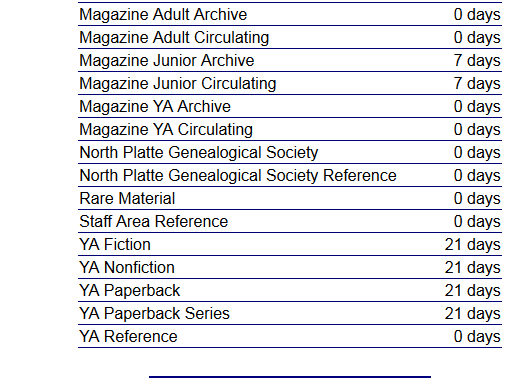 Magazine Adult Archive 0 days
Magazine Adult Circulating 0 days
Magazine Junior Archive 7 days
Magazine Junior Circulating 7 days
Magazine YA Archive 0 days
Magazine YA Circulating 0 days
North Platte Genealogical Society 0 days
North Platte Genealogical Society Reference 0 days
Rare Material 0 days
Staff Area Reference 0 days
YA Fiction 21 days
YA Nonfiction 21 days
YA Paperback 21 days
YA Paperback Series 21 days
YA Reference 0 days